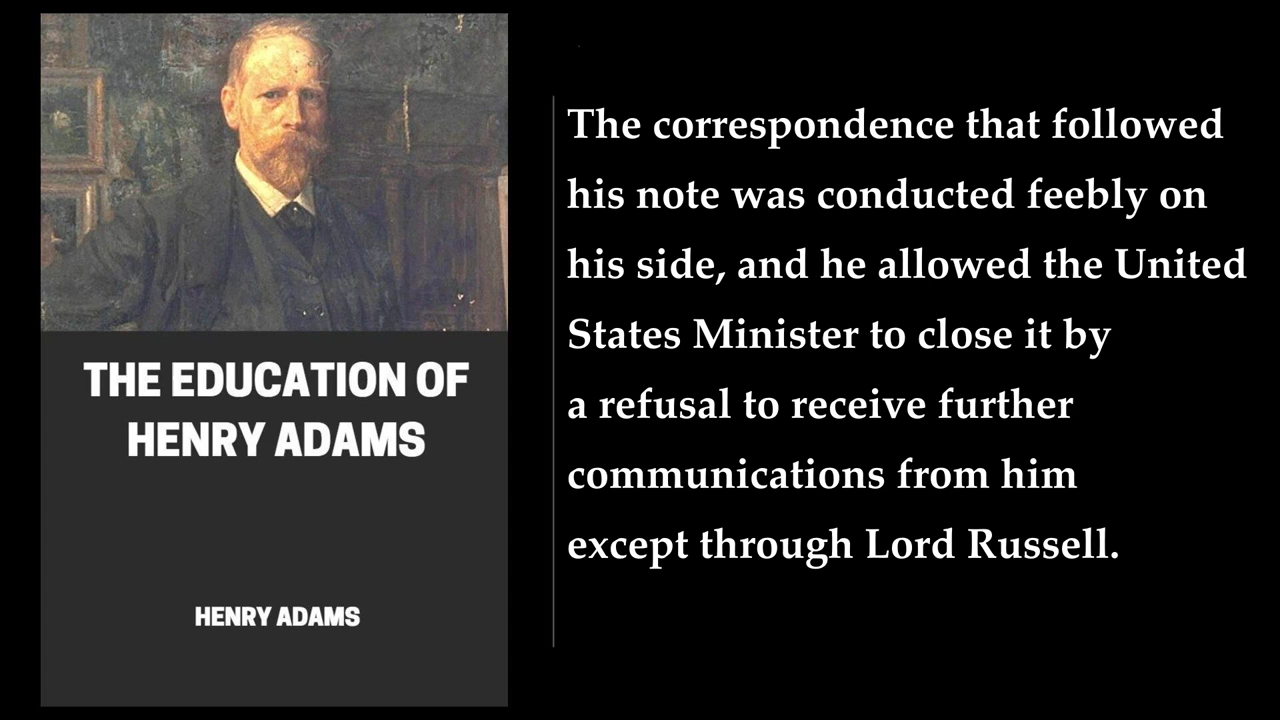 THE EDUCATION OF
HENRY ADAMS
HENRY ADAMS
The correspondence that followed
his note was conducted feebly on
his side, and he allowed the United
States Minister to close it by
a refusal to receive further
communications from him
except through Lord Russell.